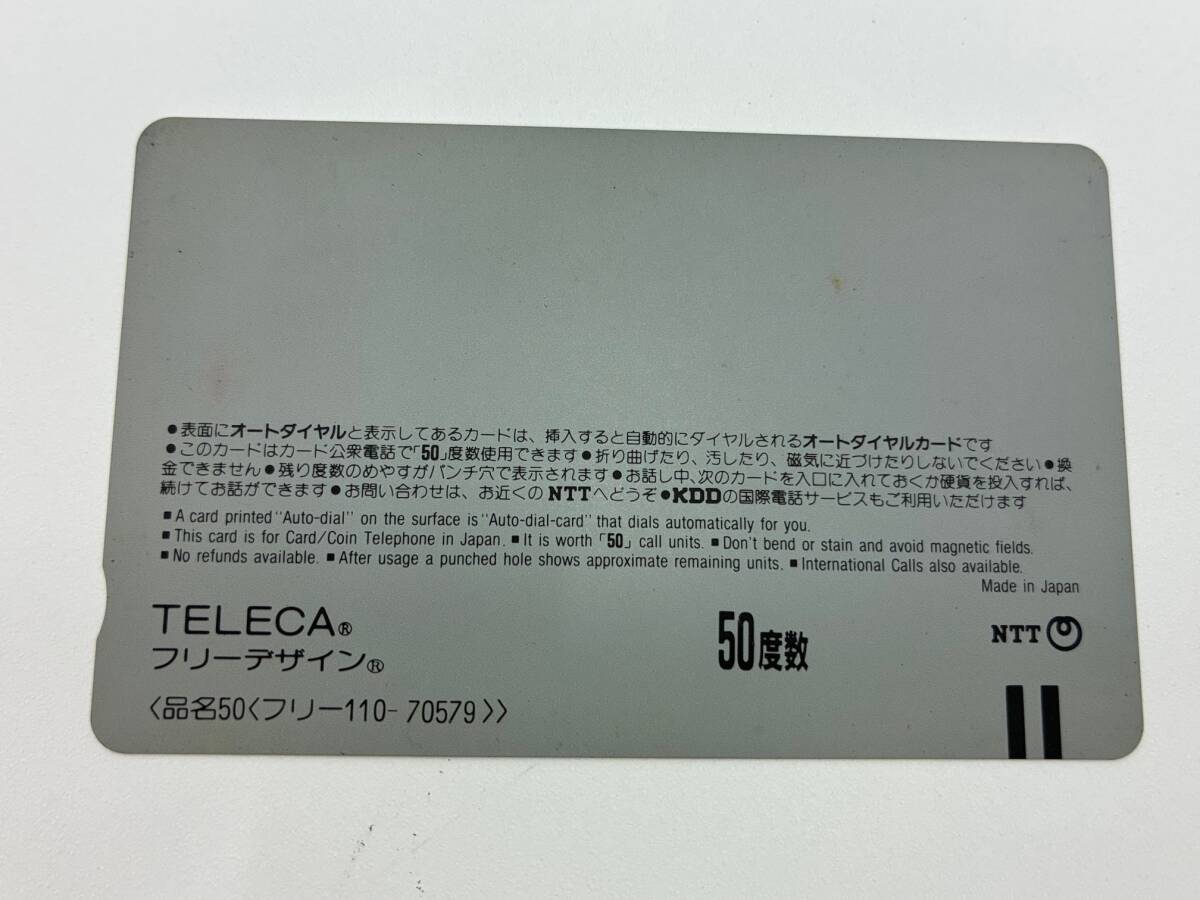 ●表面にオートダイヤルと表示してあるカードは、挿入すると自動的にダイヤルされるオートダイヤルカードです
●このカードはカード公衆電話で「50」度数使用できます●折り曲げたり、汚したり、磁気に近づけたりしないでください●換
金できません●残り度数のめやすがパンチ穴で表示されます●お話し中、次のカードを入口に入れておくか硬貨を投入すれば、
続けてお話ができます●お問い合わせは、お近くのNTTへどうぞ●KDDの国際電話サービスもご利用いただけます
■A card printed "Auto-dial" on the surface is "Auto-dial-card" that dials automatically for you.
■This card is for Card/Coin Telephone in Japan. ■It is worth「50」call units. ■Don't bend or stain and avoid magnetic fields.
■No refunds available. ■After usage a punched hole shows approximate remaining units. ■International Calls also available.
Made in Japan
TELECA®
フリーデザイン®
50度数
NTT
〈品名50〈フリー110-70579〉〉